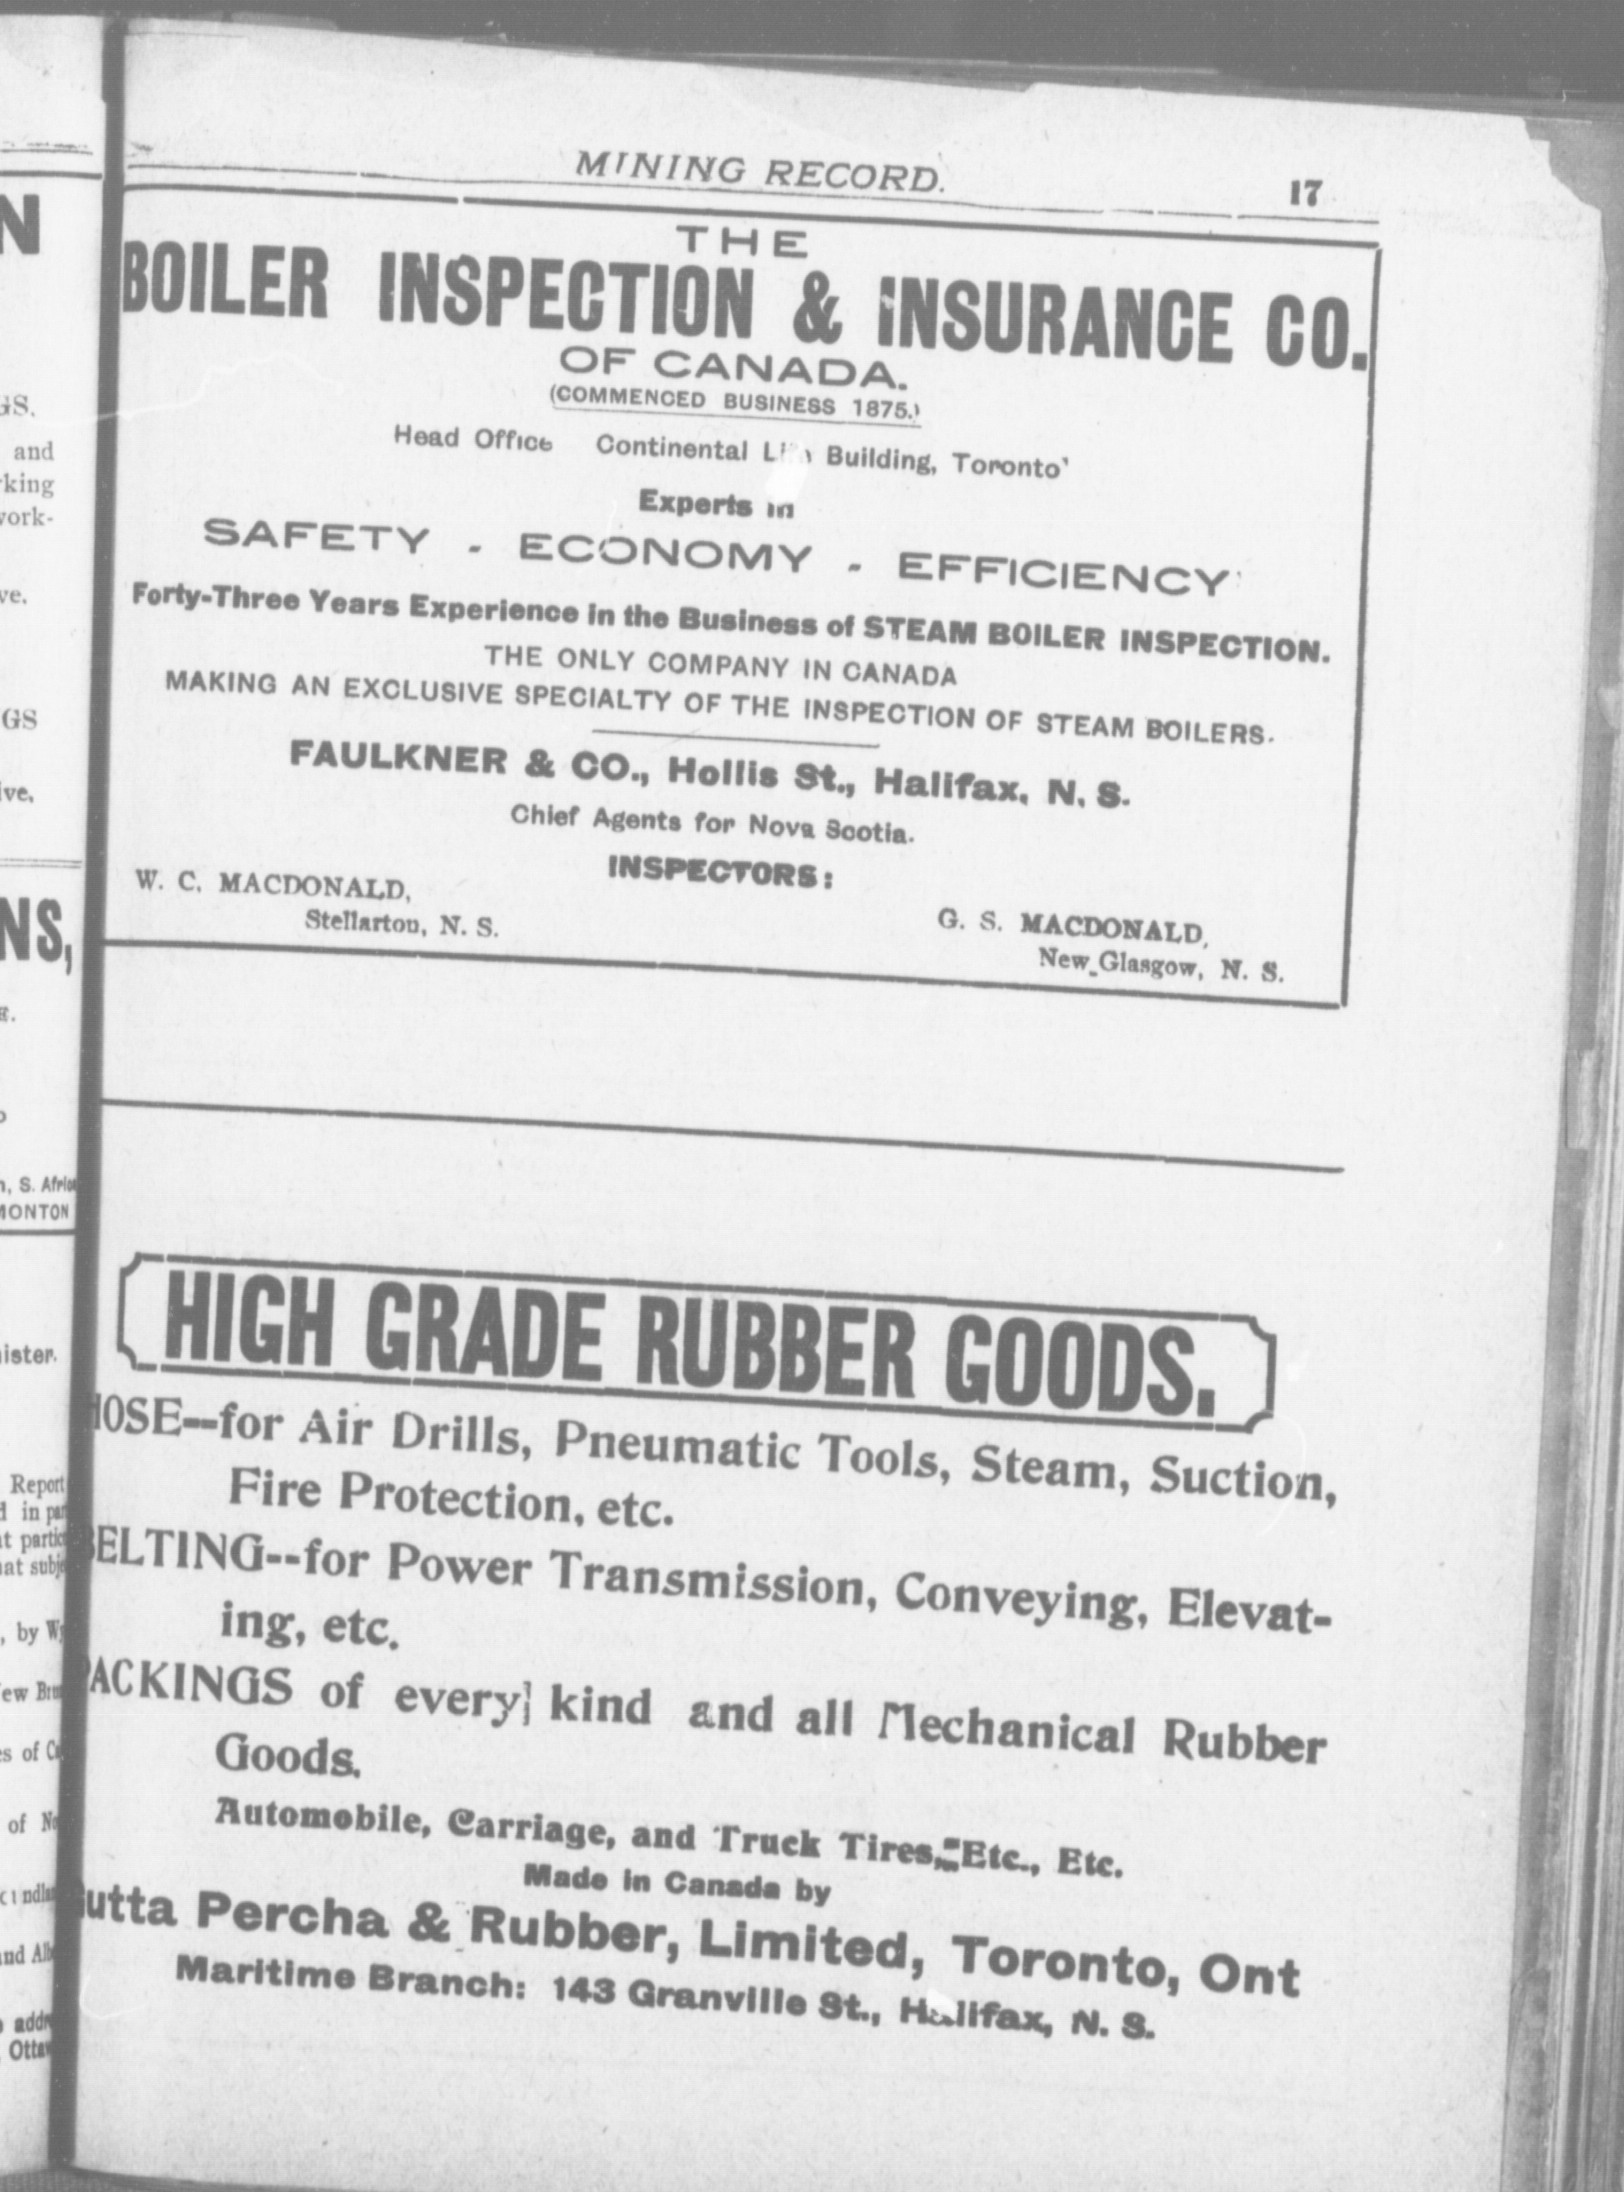 MINING RECORD.
17
THE
BOILER INSPECTION & INSURANCE CO.
OF CANADA.
(COMMENCED BUSINESS 1875.)
Head Office Continental Life Building, Toronto
Experts in
SAFETY - ECONOMY - EFFICIENCY
Forty-Three Years Experience in the Business of STEAM BOILER INSPECTION.
THE ONLY COMPANY IN CANADA
MAKING AN EXCLUSIVE SPECIALTY OF THE INSPECTION OF STEAM BOILERS.
FAULKNER & CO., Hollis St., Halifax, N. S.
Chief Agents for Nova Scotia.
INSPECTORS:
W. C. MACDONALD,
Stellarton, N. S.
G. S. MACDONALD,
New Glasgow, N. S.
HIGH GRADE RUBBER GOODS.
HOSE--for Air Drills, Pneumatic Tools, Steam, Suction,
Fire Protection, etc.
BELTING--for Power Transmission, Conveying, Elevat-
ing, etc.
PACKINGS of every kind and all Mechanical Rubber
Goods.
Automobile, Carriage, and Truck Tires, Etc., Etc.
Made in Canada by
Gutta Percha & Rubber, Limited, Toronto, Ont
Maritime Branch: 143 Granville St., Halifax, N. S.